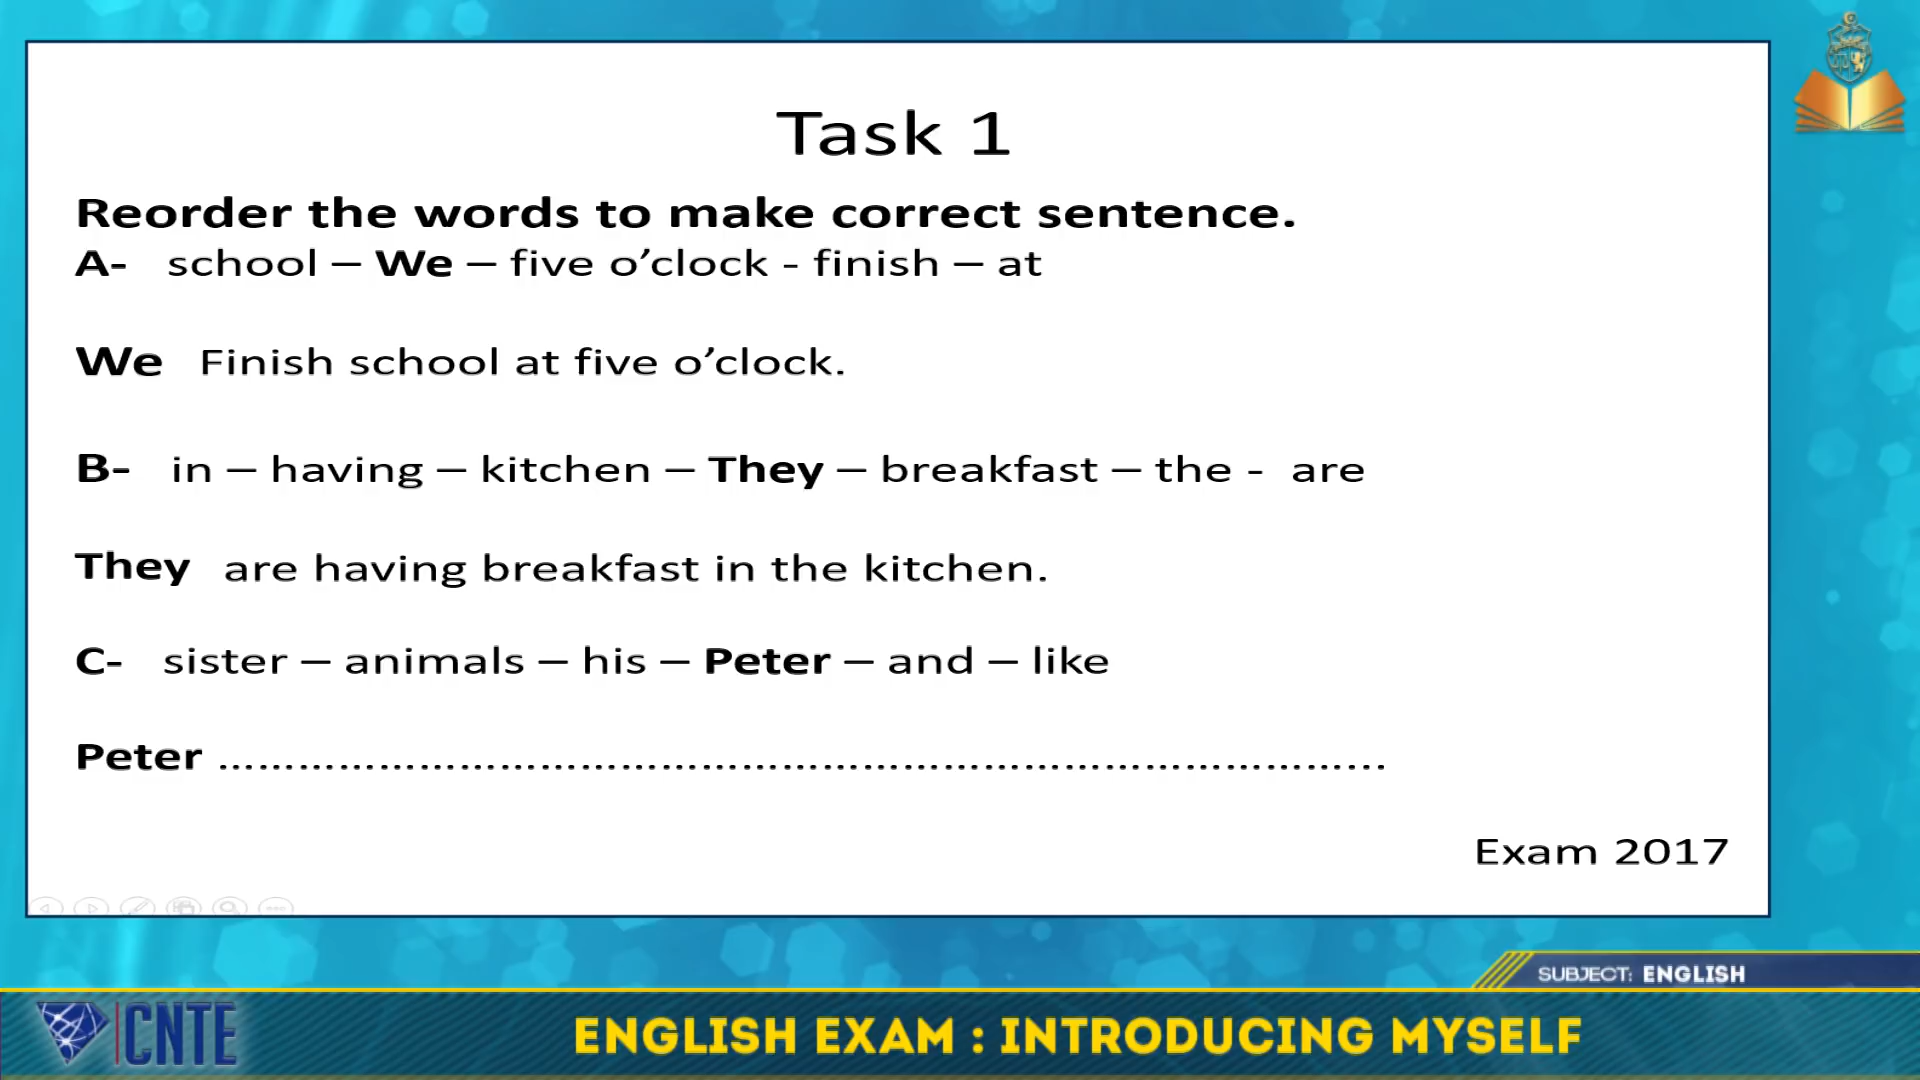 Task 1
Reorder the words to make correct sentence.
A- school – We – five o’clock - finish – at
We Finish school at five o’clock.
B- in – having – kitchen – They – breakfast – the - are
They are having breakfast in the kitchen.
C- sister – animals – his – Peter – and – like
Peter ……………………………………………………………………………
Exam 2017
SUBJECT: ENGLISH
CNTE
ENGLISH EXAM : INTRODUCING MYSELF